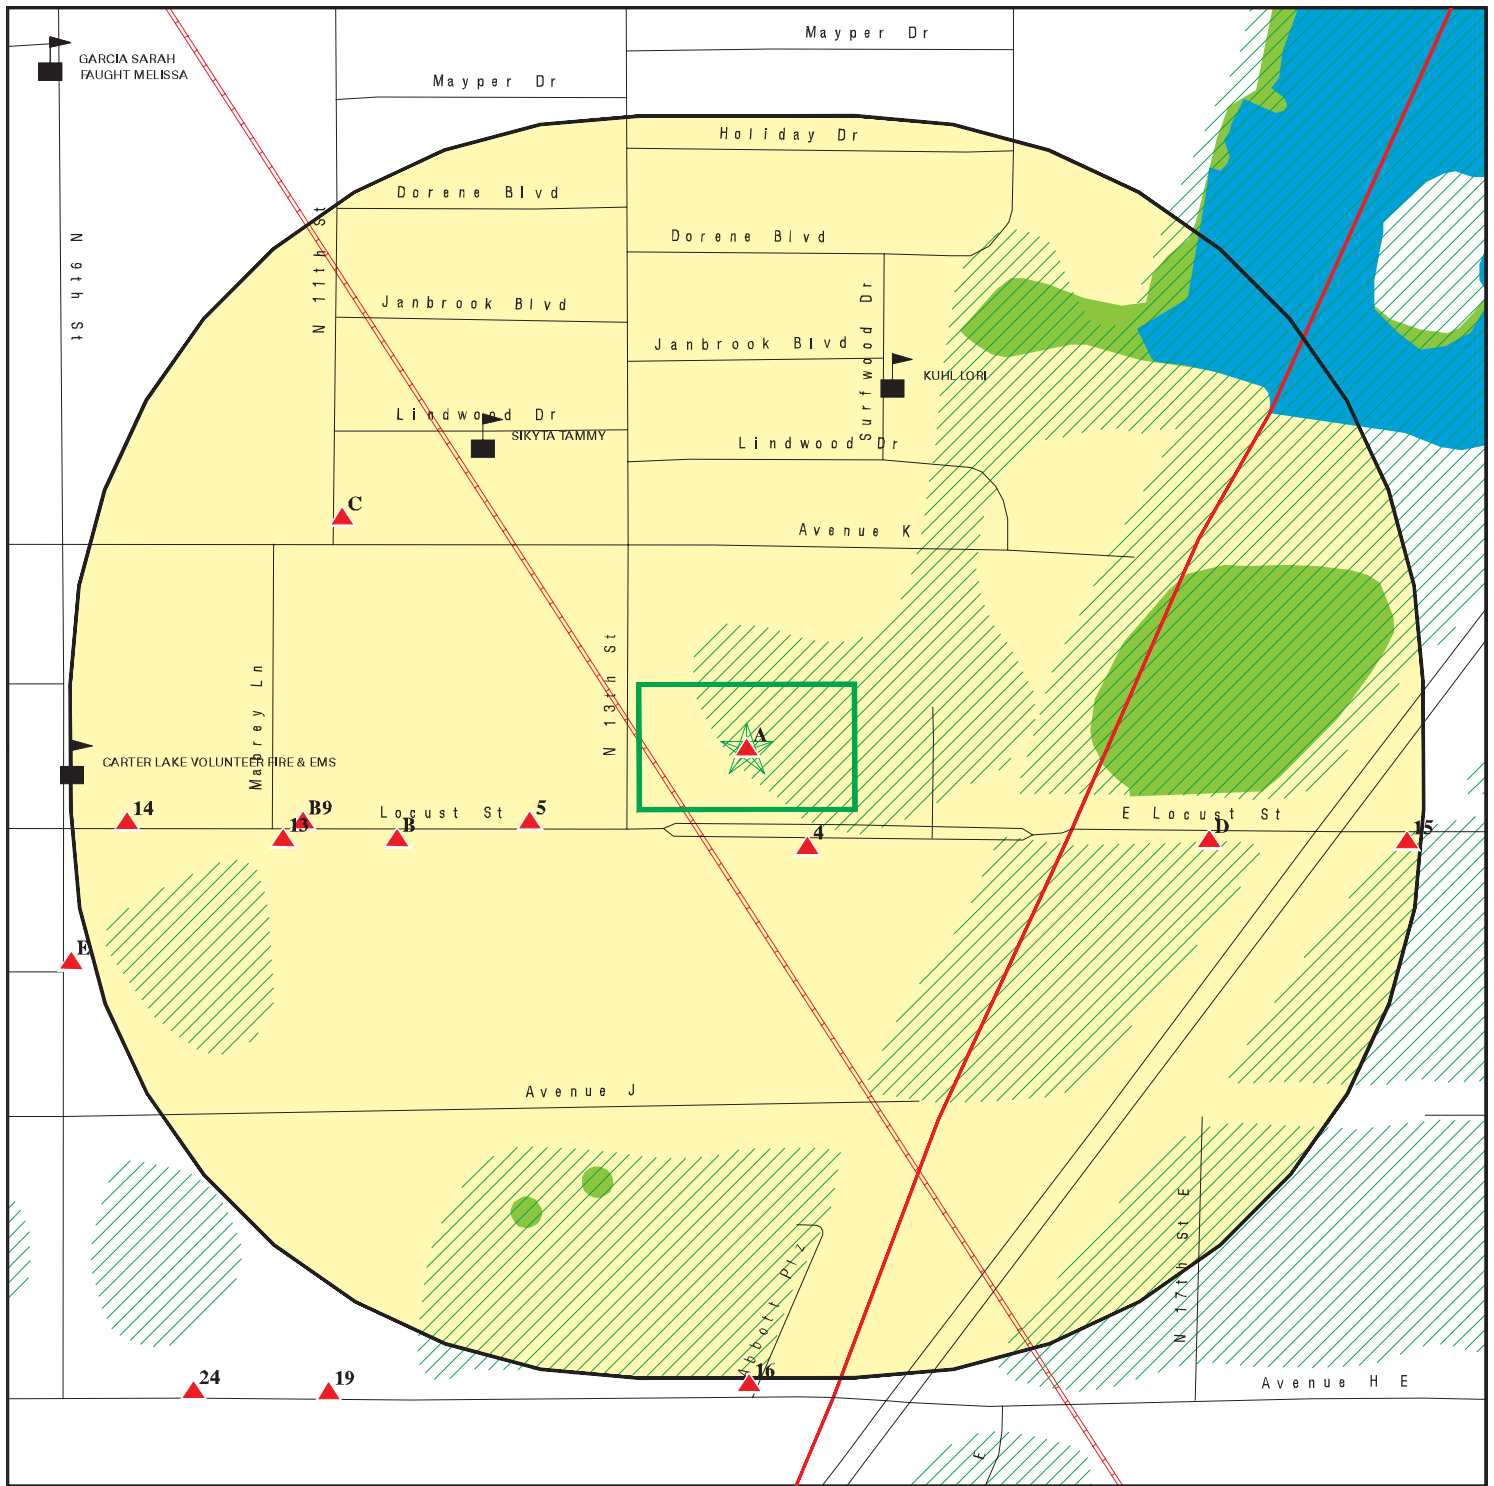 Mayper Dr
GARCIA SARAH
FAUGHT MELISSA
Mayper Dr
Holiday Dr
Dorene Blvd
N 11th St
Dorene Blvd
N 9th St
Janbrook Blvd
Surfwood Dr
Janbrook Blvd
KUHL LORI
Lindwood Dr
SIKYTA TAMMY
Lindwood Dr
C
Avenue K
N 13th St
Mabrey Ln
A
CARTER LAKE VOLUNTEER FIRE & EMS
14
B9
Locust St
5
E Locust St
13
B
4
D
15
E
Avenue J
N 17th St E
Abbott Plz
16
24
19
Avenue H E
E